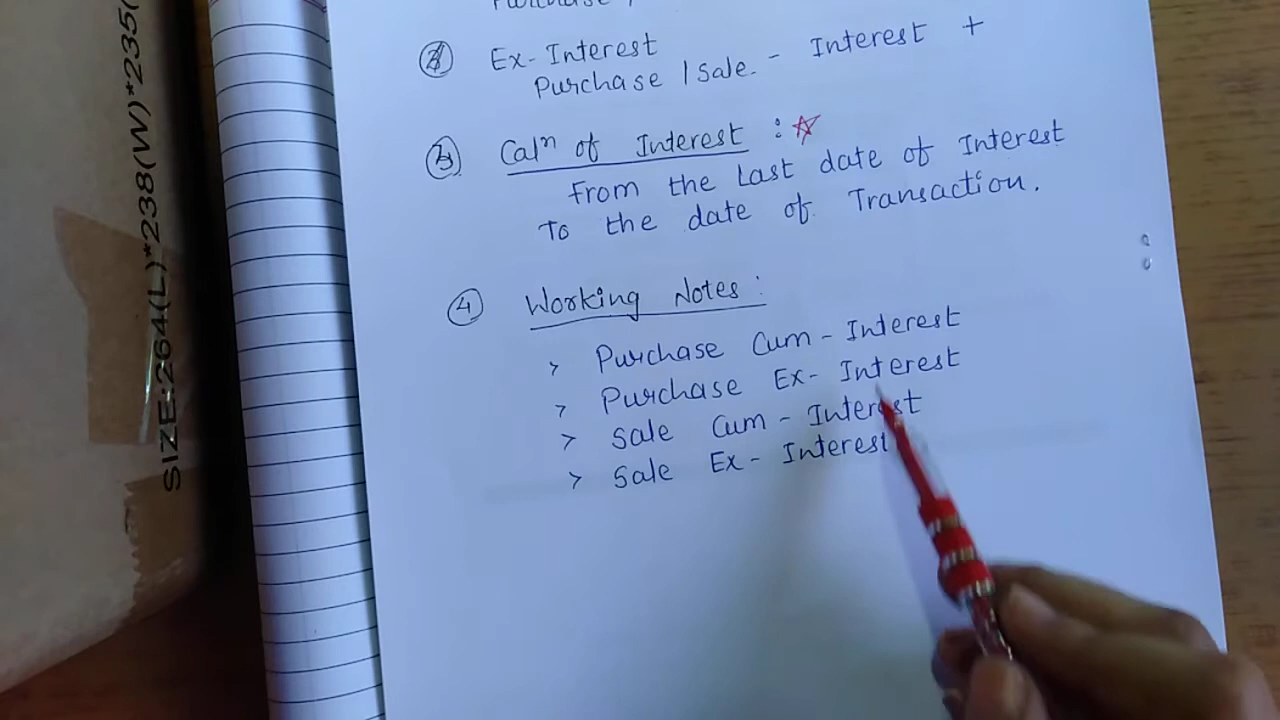 Purchase /
② Ex-Interest
Purchase / Sale. - Interest +
③ Calⁿ of Interest : ☆
From the Last date of Interest
To the date of Transaction.
④ Working Notes :
> Purchase Cum - Interest
> Purchase Ex - Interest
> Sale Cum - Interest
> Sale Ex - Interest
SIZE:264(L)*238(W)*235(